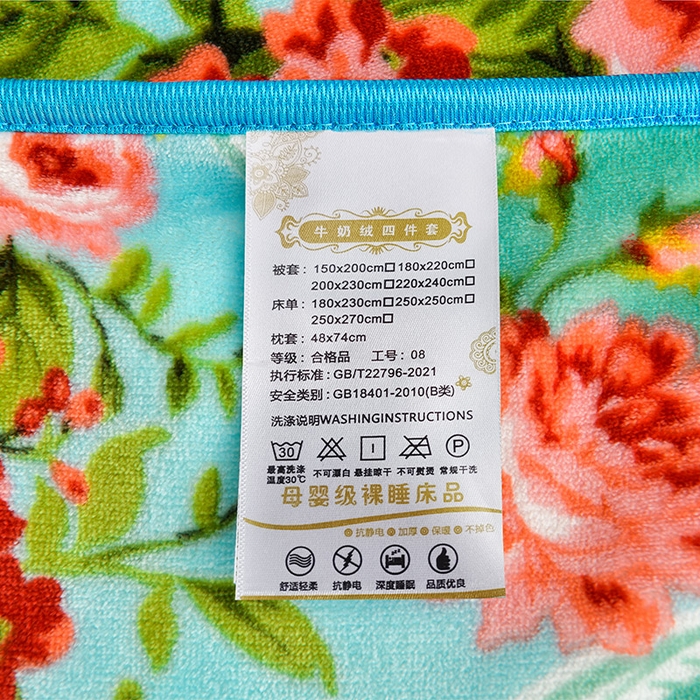 牛奶绒四件套
被套：150x200cm□ 180x220cm□
200x230cm□ 220x240cm□
床单：180x230cm□ 250x250cm□
250x270cm□
枕套：48x74cm
等级：合格品 工号：08
执行标准：GB/T22796-2021
安全类别：GB18401-2010(B类)
洗涤说明WASHINGINSTRUCTIONS
30 P
最高洗涤温度30℃ 不可漂白 悬挂晾干 不可熨烫 常规干洗
母婴级裸睡床品
抗静电 加厚 保暖 不掉色
舒适轻柔 抗静电 深度睡眠 品质优良